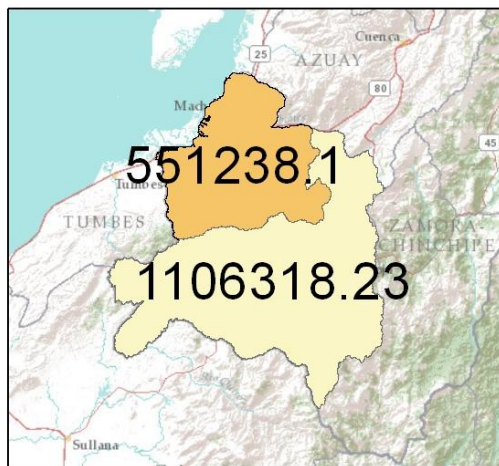 Cuenca
25
AZUAY
80
Mad
551238.1
45
Tumbes
TUMBES
ZAMORA-
CHINCHIPE
1106318.23
Sullana